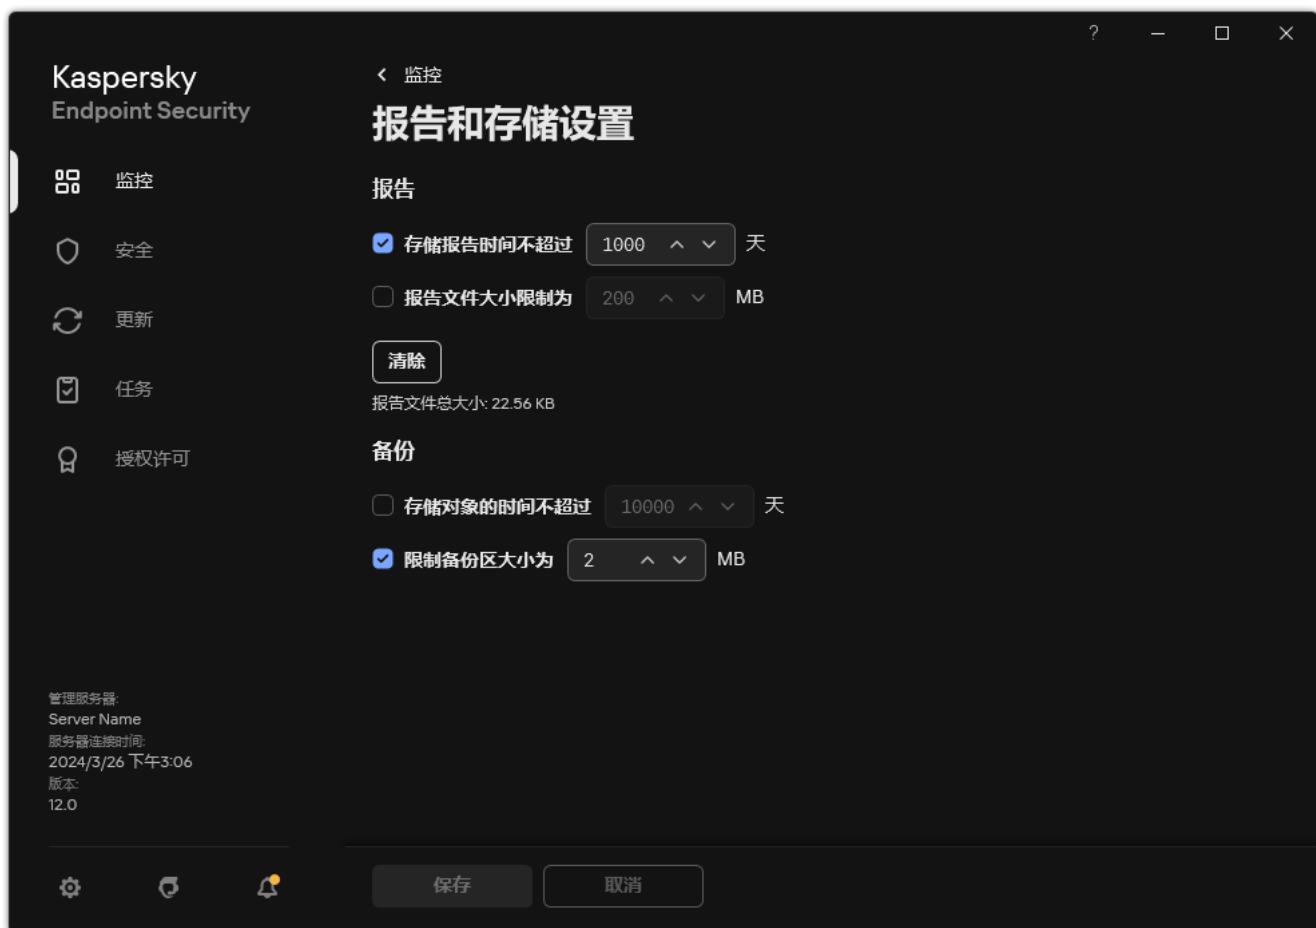 ?
Kaspersky
Endpoint Security
监控
安全
更新
任务
授权许可
管理服务器:
Server Name
服务器连接时间:
2024/3/26 下午3:06
版本:
12.0
监控
报告和存储设置
报告
存储报告时间不超过 1000 天
报告文件大小限制为 200 MB
清除
报告文件总大小: 22.56 KB
备份
存储对象的时间不超过 10000 天
限制备份区大小为 2 MB
保存 取消